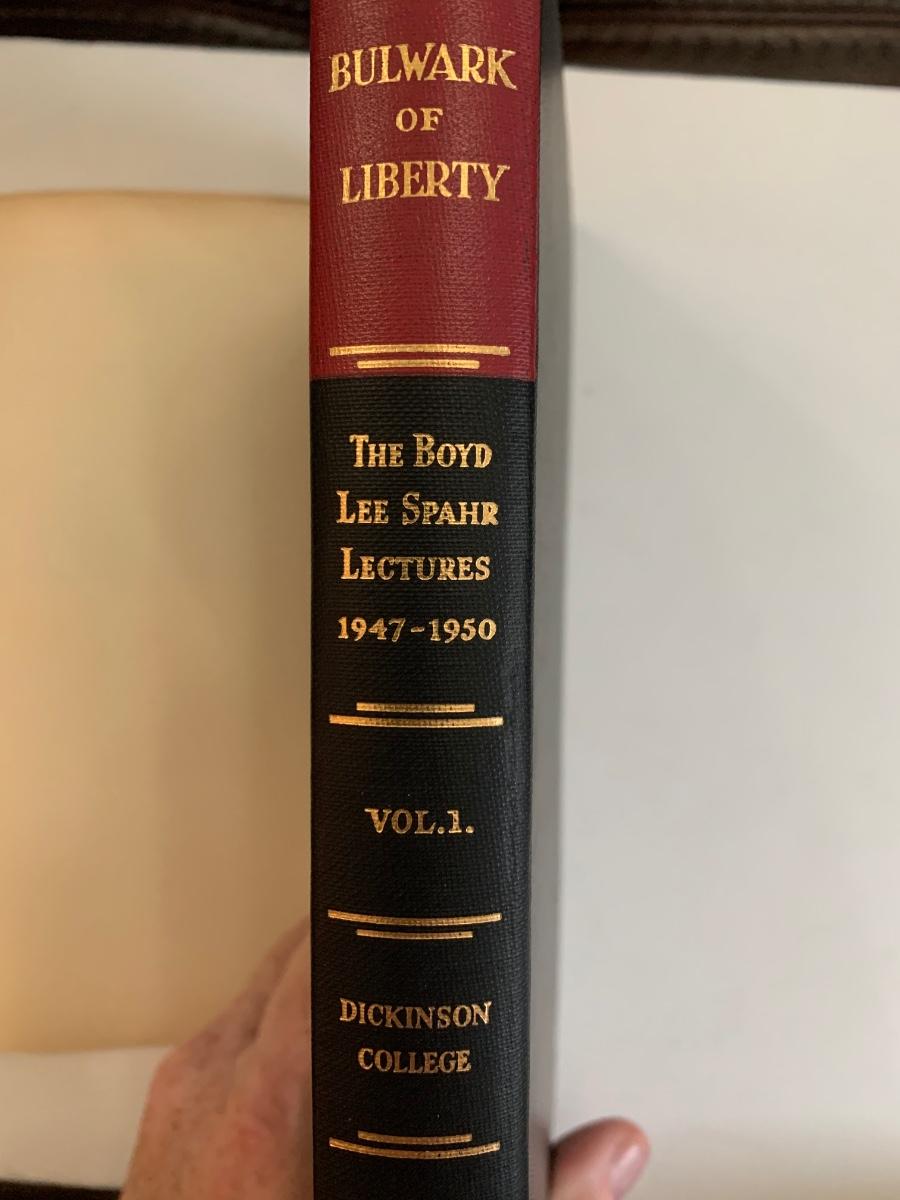 BULWARK
OF
LIBERTY
THE BOYD
LEE SPAHR
LECTURES
1947-1950
VOL.1.
DICKINSON
COLLEGE